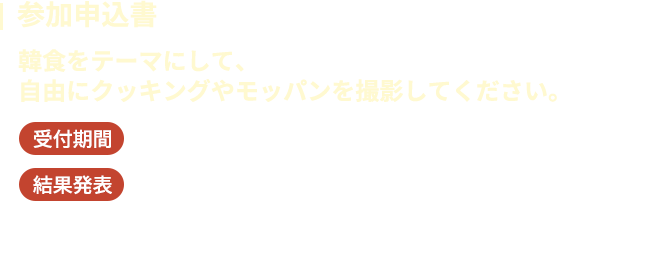 参加申込書
韓食をテーマにして、
自由にクッキングやモッパンを撮影してください。
受付期間
結果発表